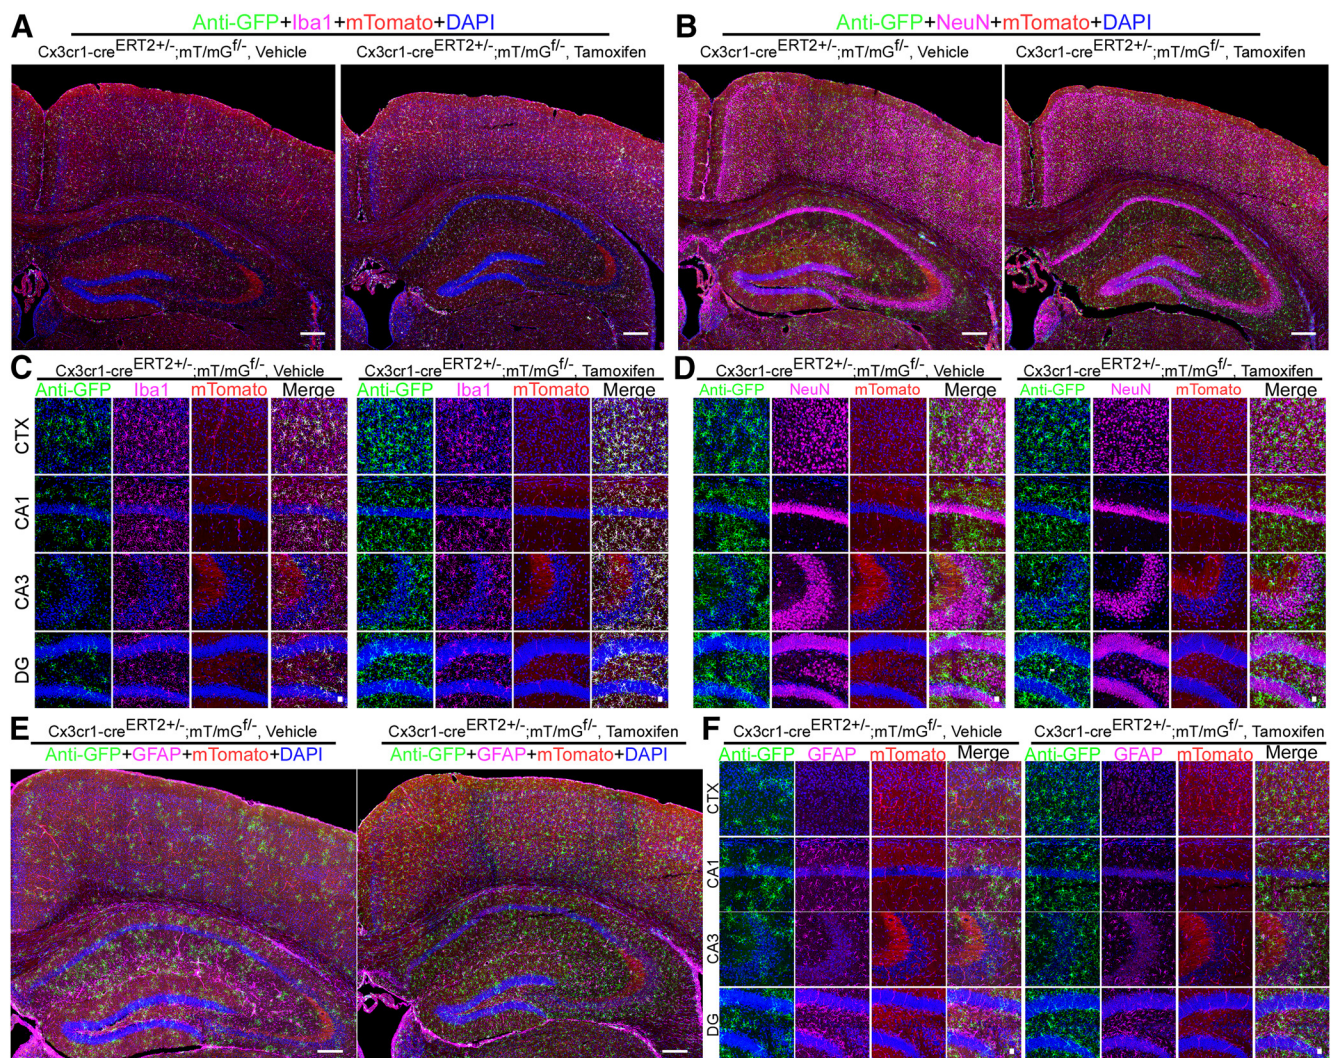 A
Anti-GFP+Iba1+mTomato+DAPI
Cx3cr1-creERT2+/-;mT/mGf/-, Vehicle
Cx3cr1-creERT2+/-;mT/mGf/-, Tamoxifen
B
Anti-GFP+NeuN+mTomato+DAPI
Cx3cr1-creERT2+/-;mT/mGf/-, Vehicle
Cx3cr1-creERT2+/-;mT/mGf/-, Tamoxifen
C
Cx3cr1-creERT2+/-;mT/mGf/-, Vehicle
Cx3cr1-creERT2+/-;mT/mGf/-, Tamoxifen
Anti-GFP Iba1 mTomato Merge
Anti-GFP Iba1 mTomato Merge
CTX
CA1
CA3
DG
D
Cx3cr1-creERT2+/-;mT/mGf/-, Vehicle
Cx3cr1-creERT2+/-;mT/mGf/-, Tamoxifen
Anti-GFP NeuN mTomato Merge
Anti-GFP NeuN mTomato Merge
E
Cx3cr1-creERT2+/-;mT/mGf/-, Vehicle
Cx3cr1-creERT2+/-;mT/mGf/-, Tamoxifen
Anti-GFP+GFAP+mTomato+DAPI
Anti-GFP+GFAP+mTomato+DAPI
F
Cx3cr1-creERT2+/-;mT/mGf/-, Vehicle
Cx3cr1-creERT2+/-;mT/mGf/-, Tamoxifen
Anti-GFP GFAP mTomato Merge
Anti-GFP GFAP mTomato Merge
CTX
CA1
CA3
DG